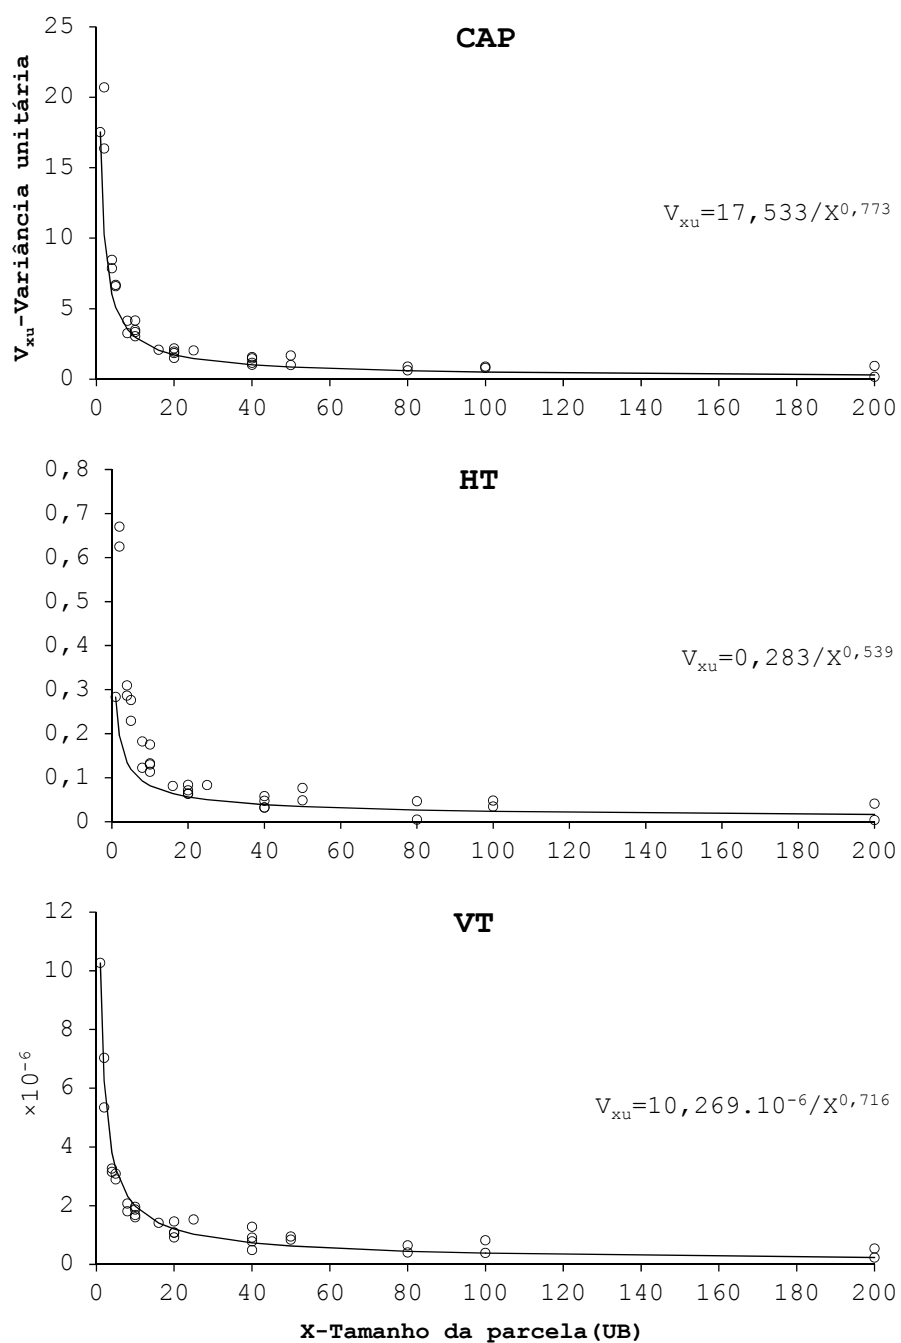 CAP
V_xu-Variância unitária
25
20
15
10
5
0
V_xu=17,533/X^0,773
0 20 40 60 80 100 120 140 160 180 200
HT
0,8
0,7
0,6
0,5
0,4
0,3
0,2
0,1
0
V_xu=0,283/X^0,539
0 20 40 60 80 100 120 140 160 180 200
VT
×10^-6
12
10
8
6
4
2
0
V_xu=10,269.10^-6/X^0,716
0 20 40 60 80 100 120 140 160 180 200
X-Tamanho da parcela(UB)